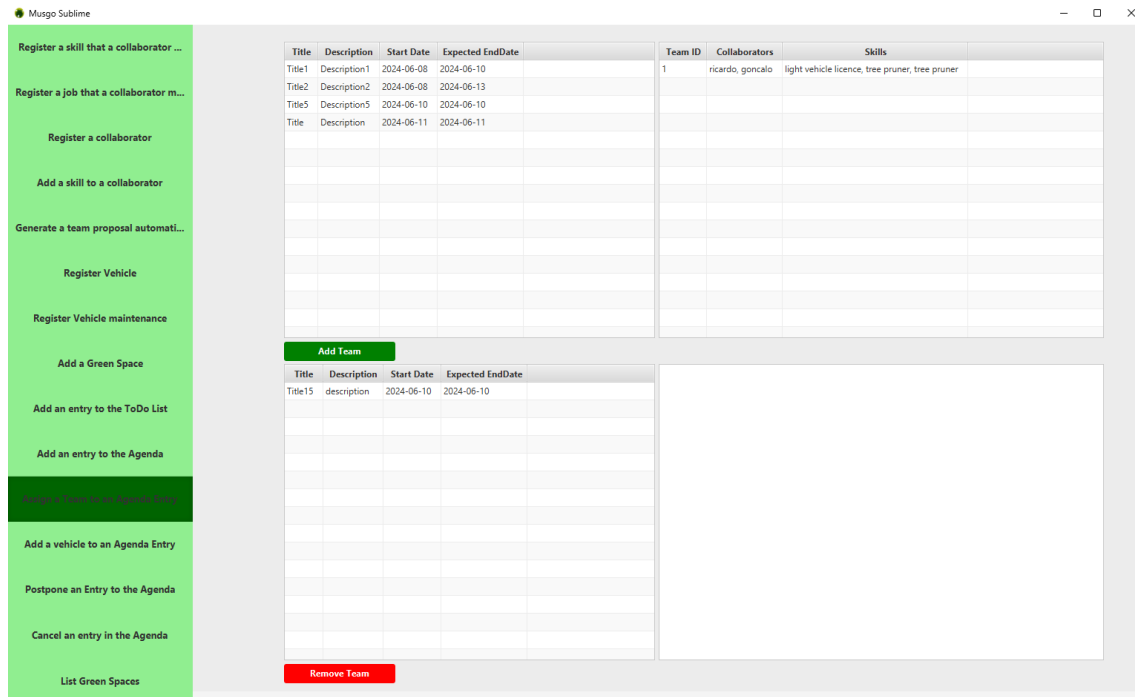 Musgo Sublime
Register a skill that a collaborator ...
Register a job that a collaborator m...
Register a collaborator
Add a skill to a collaborator
Generate a team proposal automati...
Register Vehicle
Register Vehicle maintenance
Add a Green Space
Add an entry to the ToDo List
Add an entry to the Agenda
Assign a Team to an Agenda Entry
Add a vehicle to an Agenda Entry
Postpone an Entry to the Agenda
Cancel an entry in the Agenda
List Green Spaces
Title Description Start Date Expected EndDate
Title1 Description1 2024-06-08 2024-06-10
Title2 Description2 2024-06-08 2024-06-13
Title5 Description5 2024-06-10 2024-06-10
Title Description 2024-06-11 2024-06-11
Team ID Collaborators Skills
1 ricardo, goncalo light vehicle licence, tree pruner, tree pruner
Add Team
Title Description Start Date Expected EndDate
Title15 description 2024-06-10 2024-06-10
Remove Team